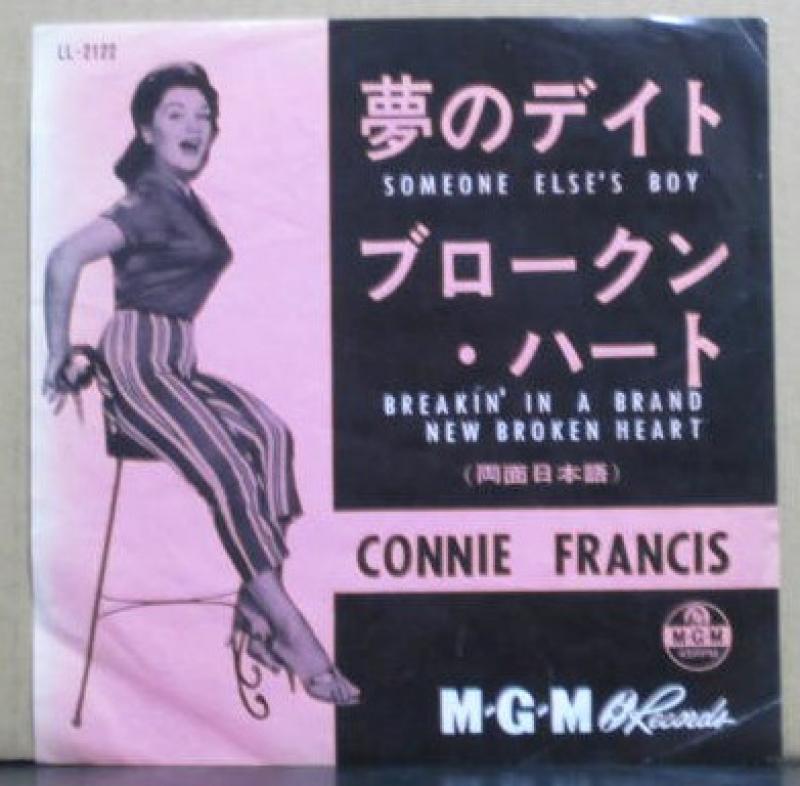 LL-2122
夢のデイト
SOMEONE ELSE'S BOY
ブロークン
・ハート
BREAKIN' IN A BRAND
NEW BROKEN HEART
(両面日本語)
CONNIE FRANCIS
M-G-M
M-G-M Records